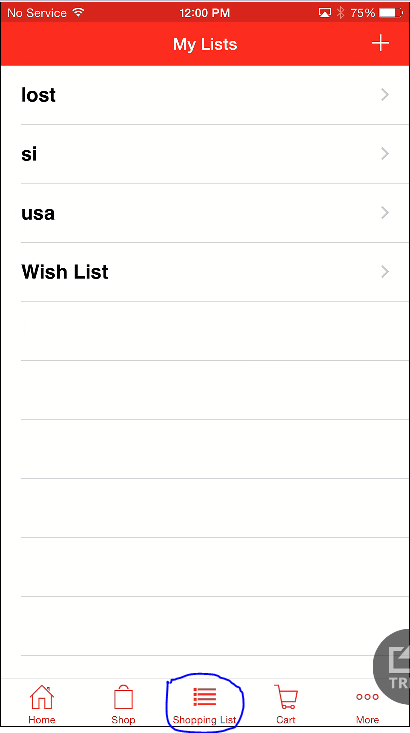 No Service 12:00 PM 75%
My Lists
lost
si
usa
Wish List
Home Shop Shopping List Cart More